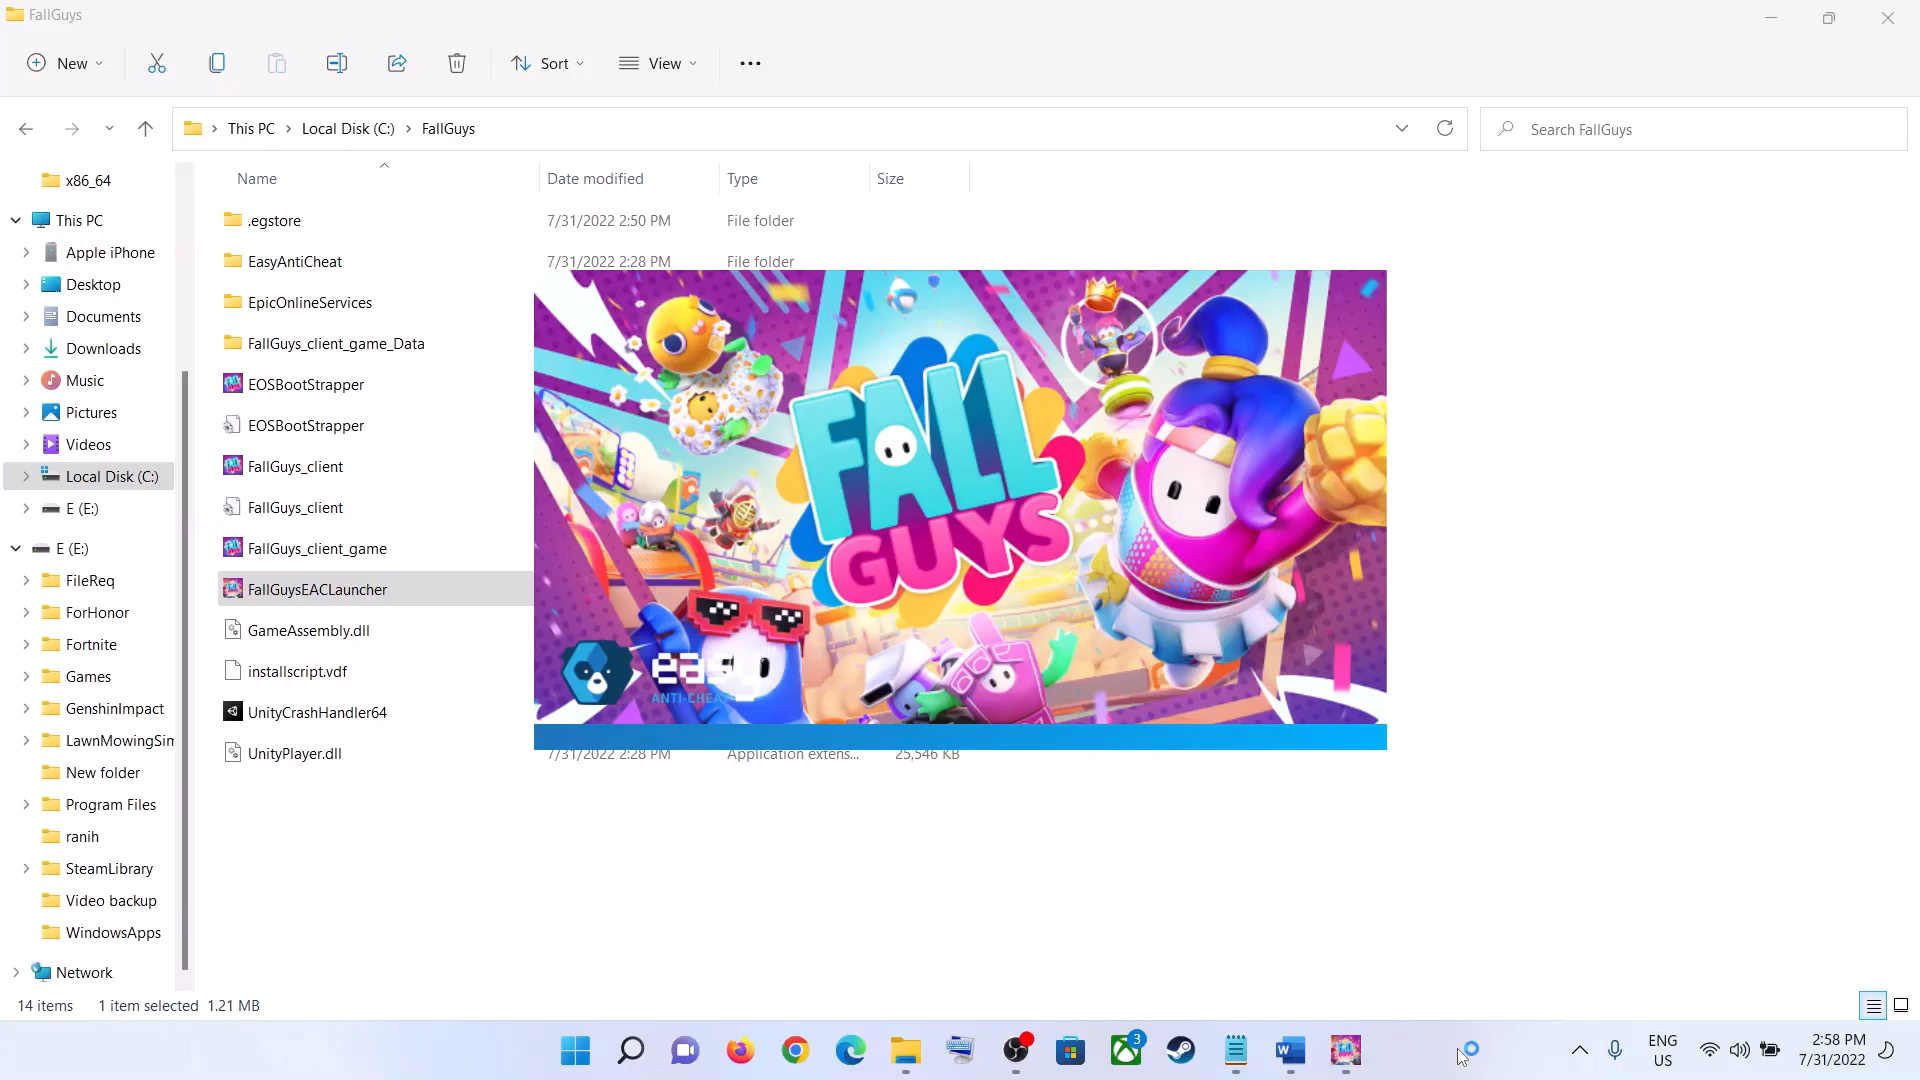 FallGuys
New
Sort
View
This PC
Local Disk (C:)
FallGuys
Search FallGuys
Name
Date modified
Type
Size
x86_64
This PC
Apple iPhone
Desktop
Documents
Downloads
Music
Pictures
Videos
Local Disk (C:)
E (E:)
E (E:)
FileReq
ForHonor
Fortnite
Games
GenshinImpact
LawnMowingSim
New folder
Program Files
ranih
SteamLibrary
Video backup
WindowsApps
Network
.egstore 7/31/2022 2:50 PM File folder
EasyAntiCheat 7/31/2022 2:28 PM File folder
EpicOnlineServices
FallGuys_client_game_Data
EOSBootStrapper
EOSBootStrapper
FallGuys_client
FallGuys_client
FallGuys_client_game
FallGuysEACLauncher
GameAssembly.dll
installscript.vdf
UnityCrashHandler64
UnityPlayer.dll 7/31/2022 2:28 PM Application extens... 25,546 KB
FALL
GUYS
easy
ANTI-CHEAT
14 items 1 item selected 1.21 MB
3
ENG
US
2:58 PM
7/31/2022